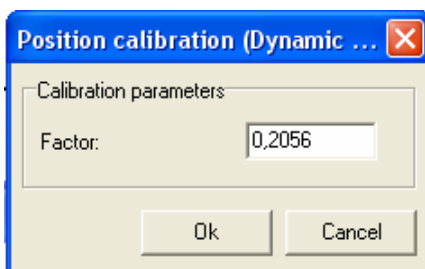 Position calibration (Dynamic ...
Calibration parameters
Factor: 0,2056
Ok Cancel